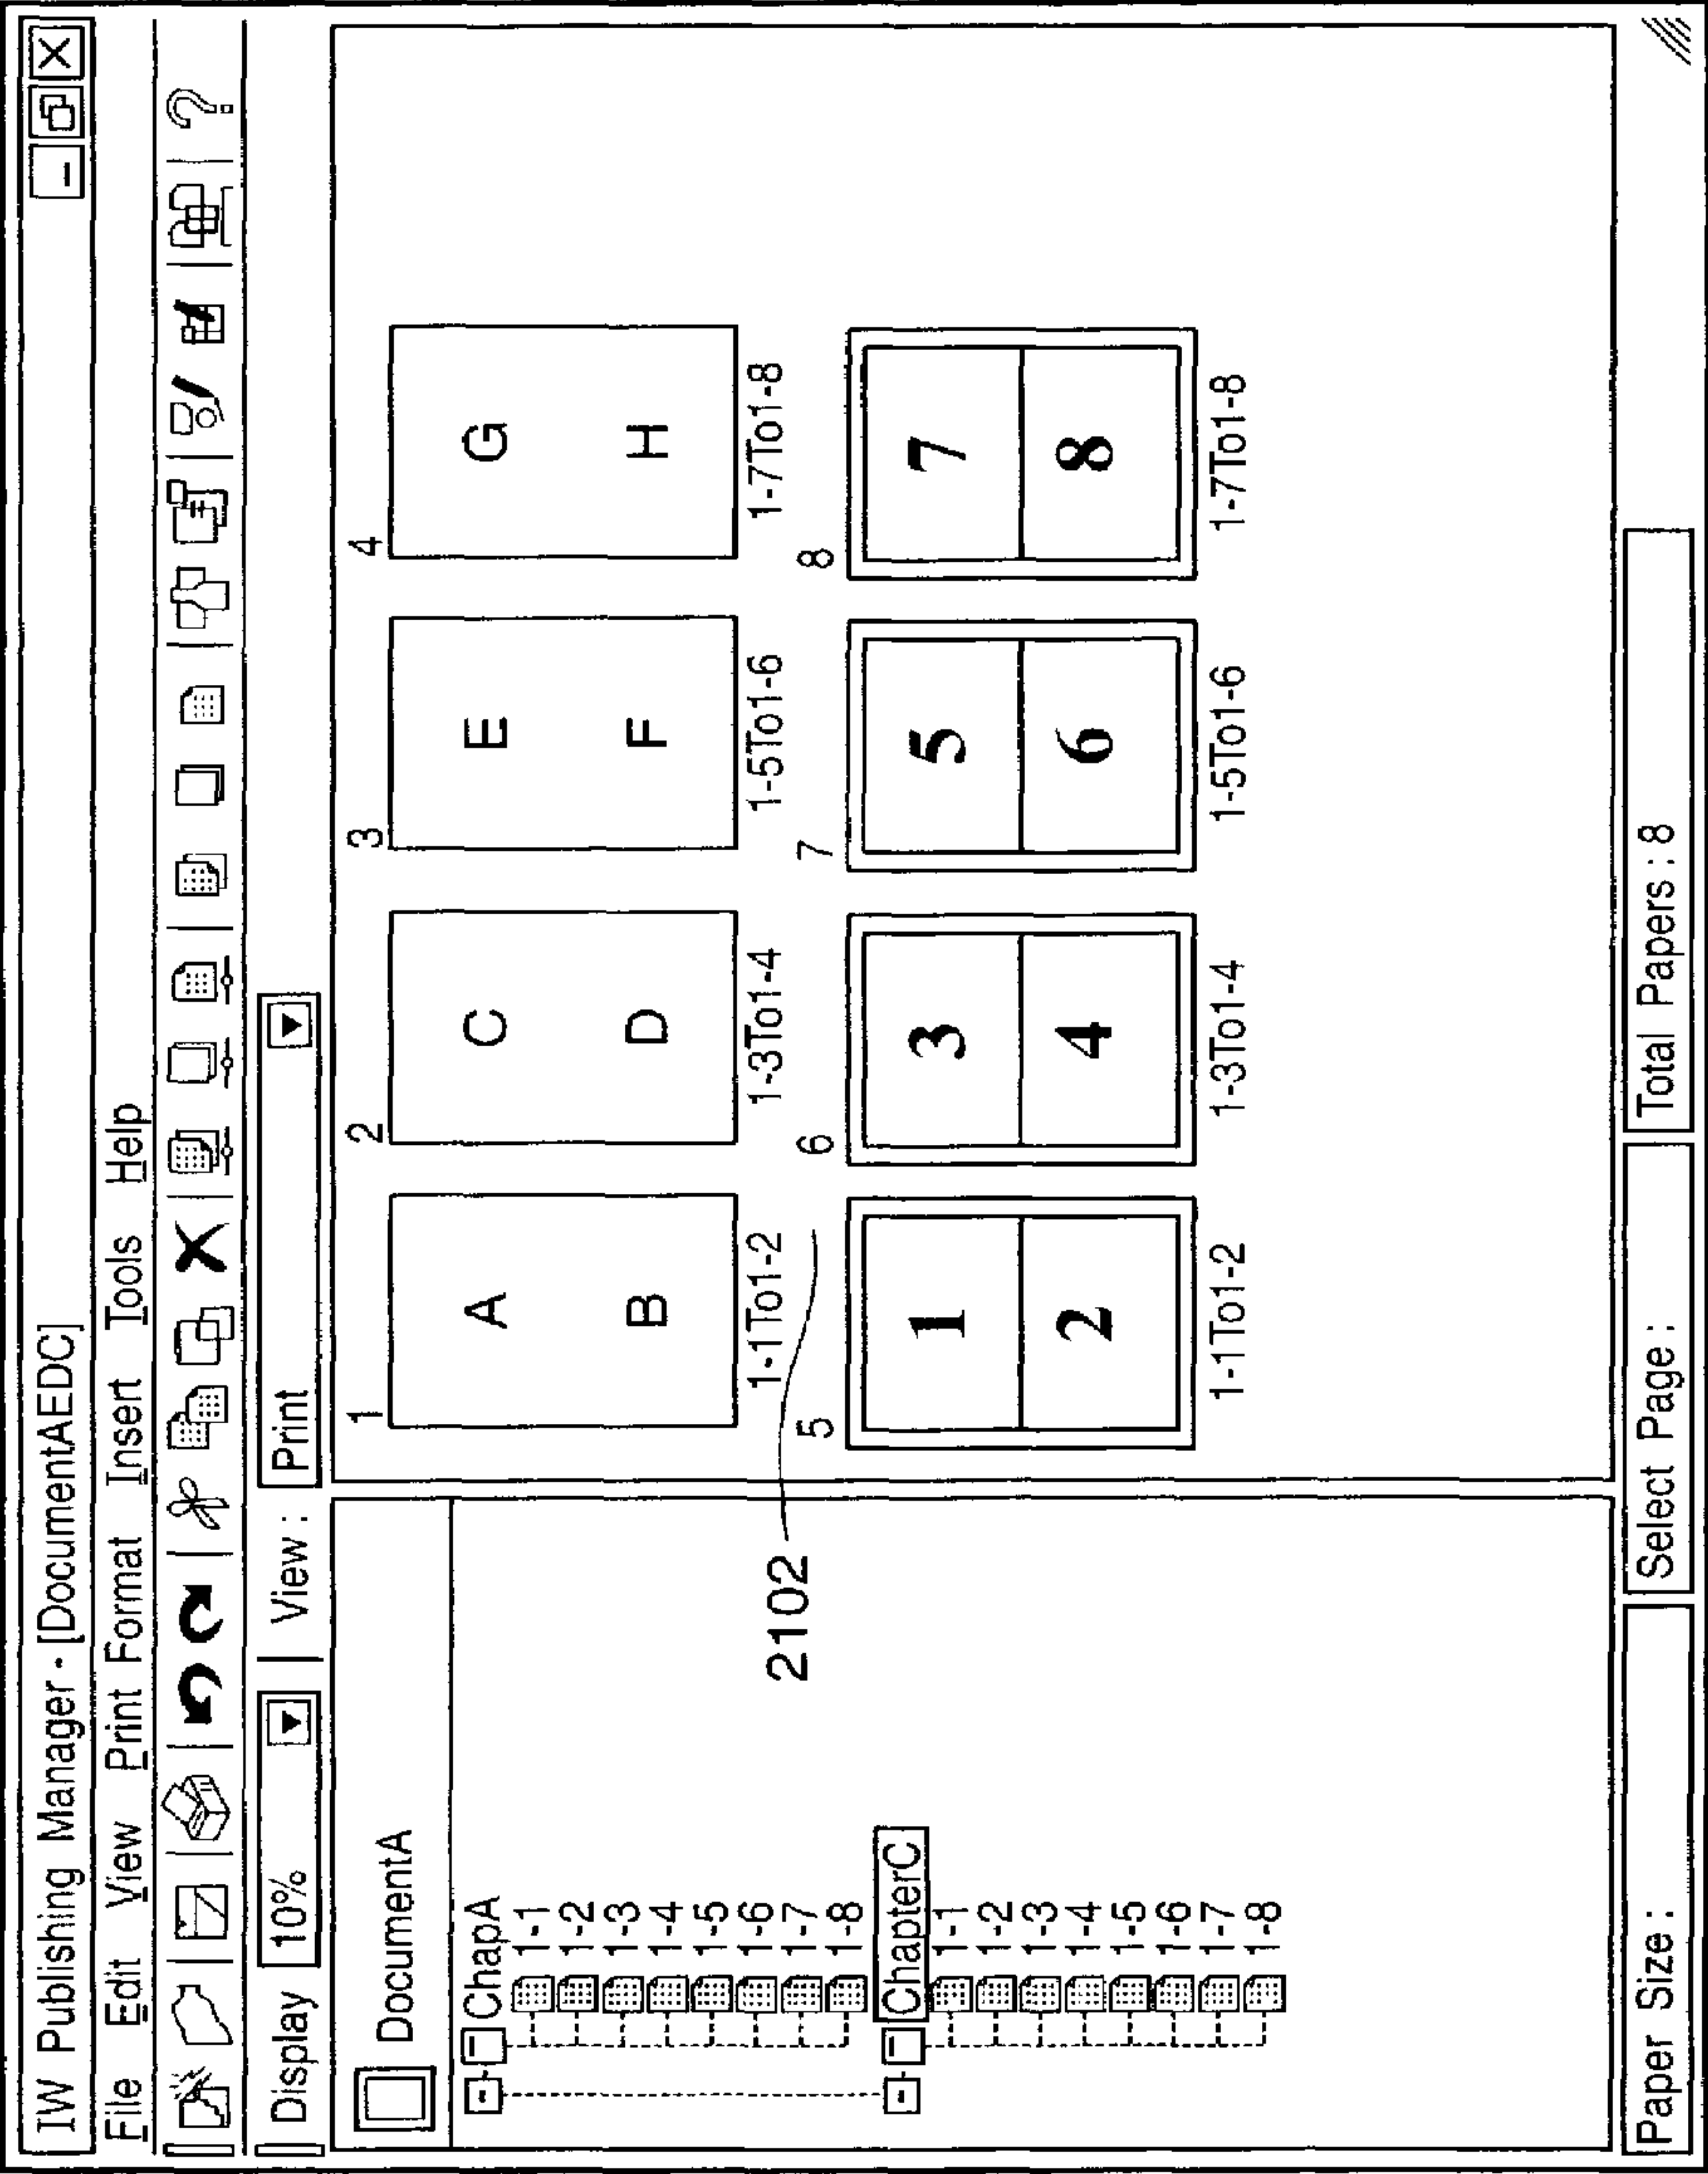 IW Publishing Manager - [DocumentAEDC]
File Edit View Print Format Insert Tools Help
Display 10% View : Print
DocumentA
ChapA
1-1
1-2
1-3
1-4
1-5
1-6
1-7
1-8
ChapterC
1-1
1-2
1-3
1-4
1-5
1-6
1-7
1-8
2102
1 2 3 4
A C E G
B D F H
1-1To1-2 1-3To1-4 1-5To1-6 1-7To1-8
5 6 7 8
1 3 5 7
2 4 6 8
1-1To1-2 1-3To1-4 1-5To1-6 1-7To1-8
Paper Size : Select Page : Total Papers : 8